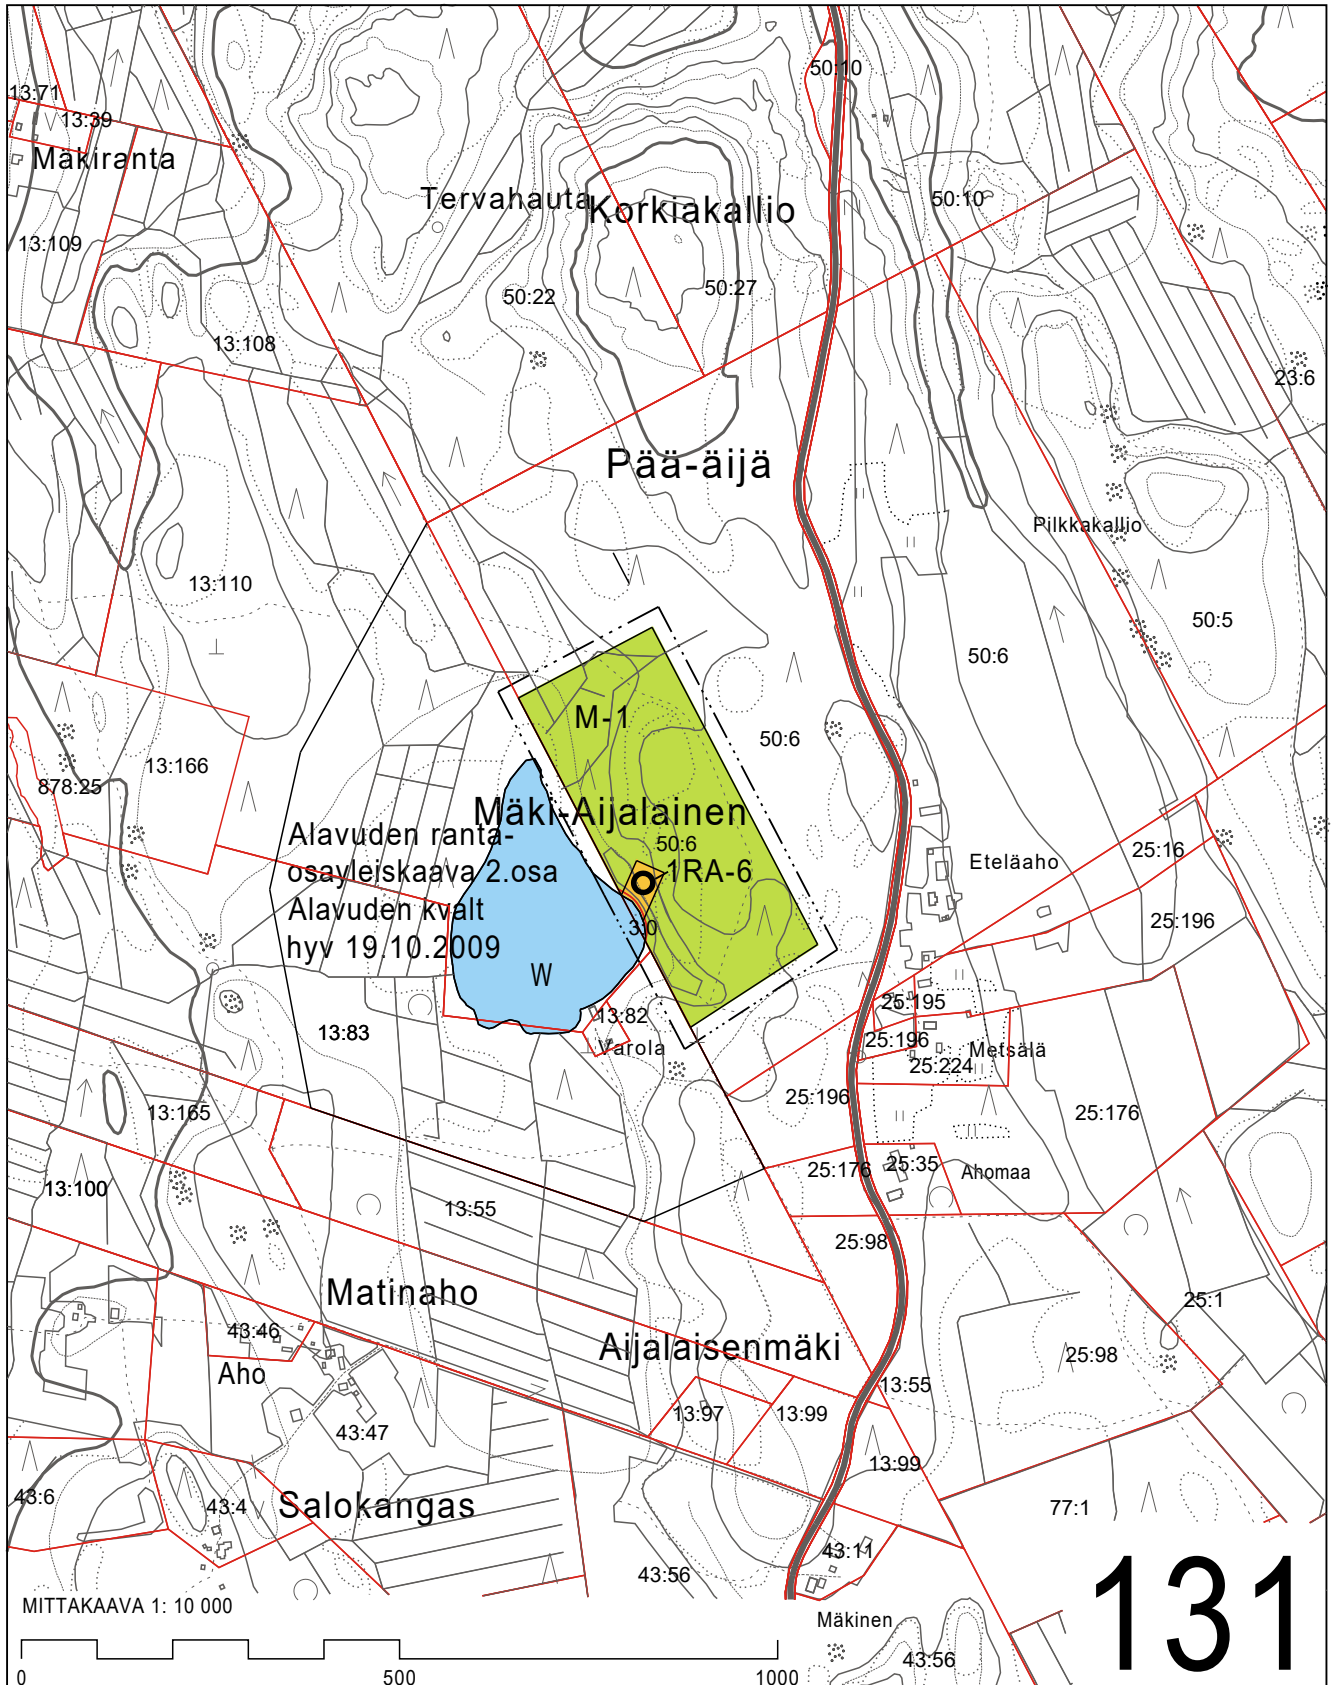 50:10
13:71
13:39
Mäkiranta
Tervahauta
Korkiakallio
50:10
13:109
50:22
50:27
13:108
23:6
Pää-äijä
Pilkkakallio
13:110
50:5
50:6
M-1
50:6
13:166
878:25
Mäki-Aijalainen
Alavuden ranta-
osayleiskaava 2.osa
Alavuden kvalt
hyv 19.10.2009
50:6
1RA-6
3.0
W
Eteläaho
25:16
25:196
25:195
13:82
13:83
Varola
25:196
Metsälä
25:224
25:196
25:176
13:165
25:176
25:35
Ahomaa
13:100
13:55
25:98
Matinaho
25:1
43:46
Aijalaisenmäki
25:98
Aho
13:55
13:97
13:99
43:47
13:99
43:6
43:4
Salokangas
77:1
43:11
43:56
131
MITTAKAAVA 1: 10 000
Mäkinen
43:56
0
500
1000